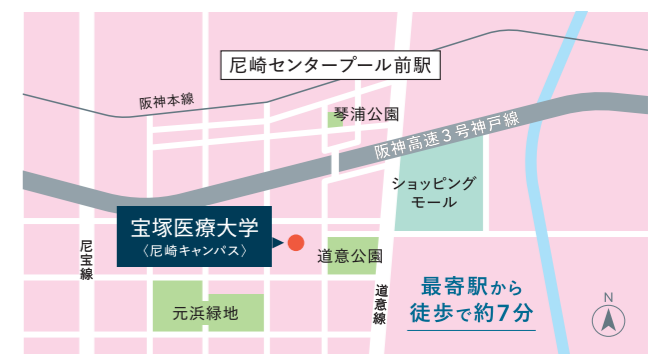 尼崎センタープール前駅
阪神本線
琴浦公園
阪神高速3号神戸線
ショッピング
モール
宝塚医療大学
〈尼崎キャンパス〉
尼宝線
道意公園
道意線
元浜緑地
最寄駅から
徒歩で約7分
N